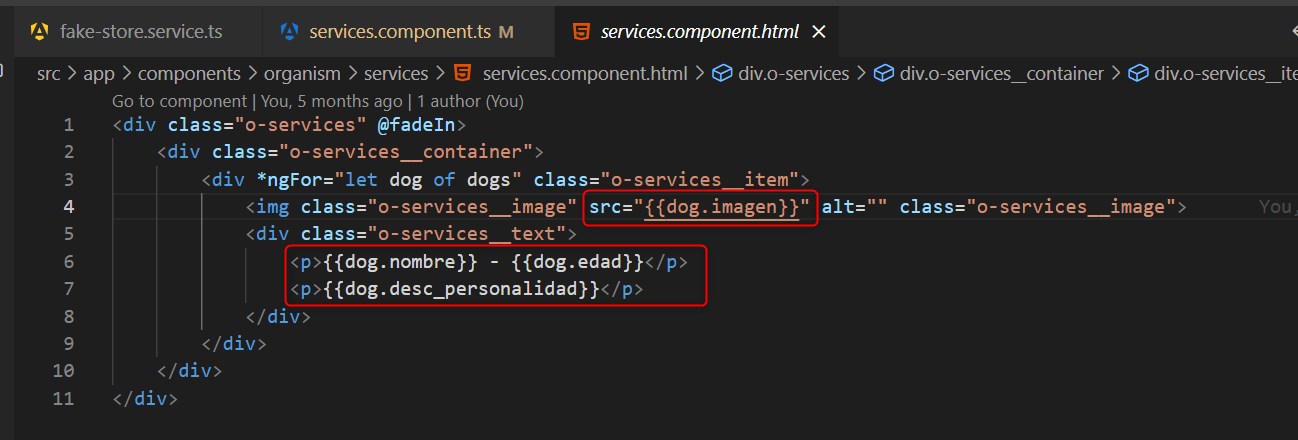 fake-store.service.ts services.component.ts M services.component.html
src > app > components > organism > services > services.component.html > div.o-services > div.o-services__container > div.o-services__ite
Go to component | You, 5 months ago | 1 author (You)
1 <div class="o-services" @fadeIn>
2 <div class="o-services__container">
3 <div *ngFor="let dog of dogs" class="o-services__item">
4 <img class="o-services__image" src="{{dog.imagen}}" alt="" class="o-services__image"> You,
5 <div class="o-services__text">
6 <p>{{dog.nombre}} - {{dog.edad}}</p>
7 <p>{{dog.desc_personalidad}}</p>
8 </div>
9 </div>
10 </div>
11 </div>